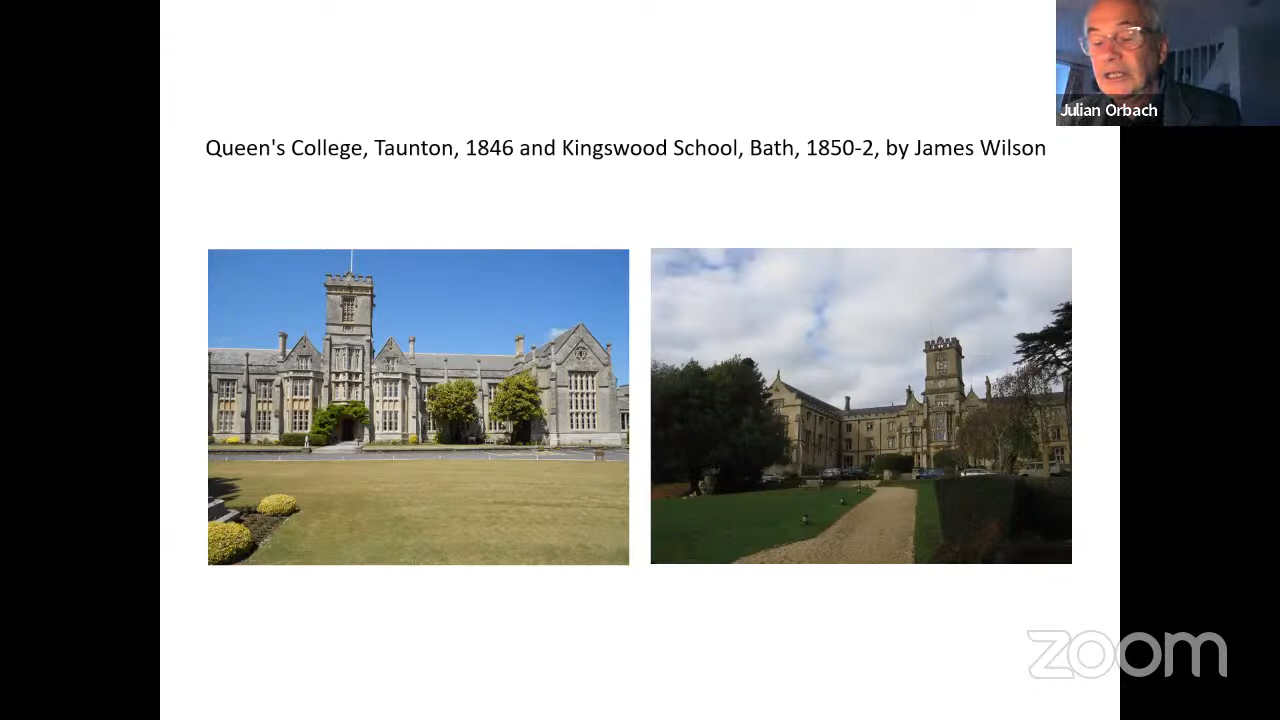 Julian Orbach
Queen's College, Taunton, 1846 and Kingswood School, Bath, 1850-2, by James Wilson
zoom